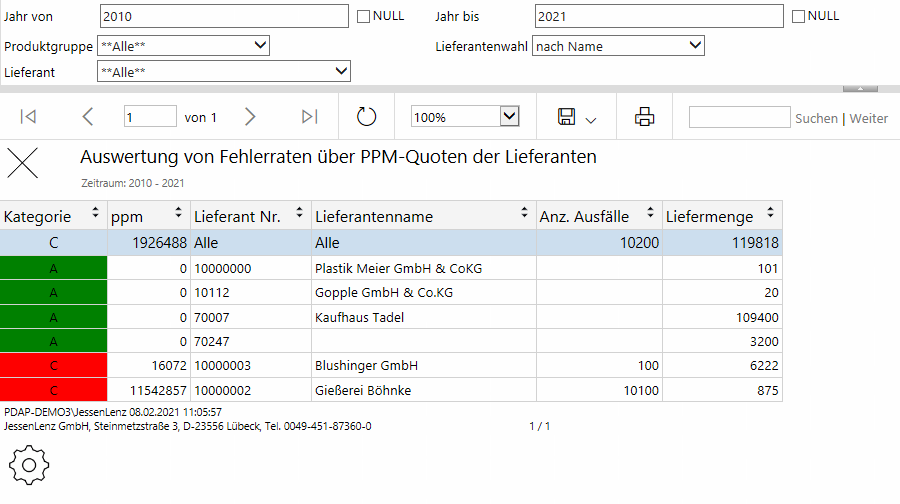 Jahr von 2010 NULL Jahr bis 2021 NULL
Produktgruppe **Alle** Lieferantenwahl nach Name
Lieferant **Alle**
1 von 1 100% Suchen | Weiter
Auswertung von Fehlerraten über PPM-Quoten der Lieferanten
Zeitraum: 2010 - 2021
Kategorie ppm Lieferant Nr. Lieferantenname Anz. Ausfälle Liefermenge
C 1926488 Alle Alle 10200 119818
A 0 10000000 Plastik Meier GmbH & CoKG 101
A 0 10112 Gopple GmbH & Co.KG 20
A 0 70007 Kaufhaus Tadel 109400
A 0 70247 3200
C 16072 10000003 Blushinger GmbH 100 6222
C 11542857 10000002 Gießerei Böhnke 10100 875
PDAP-DEMO3\JessenLenz 08.02.2021 11:05:57
JessenLenz GmbH, Steinmetzstraße 3, D-23556 Lübeck, Tel. 0049-451-87360-0 1 / 1